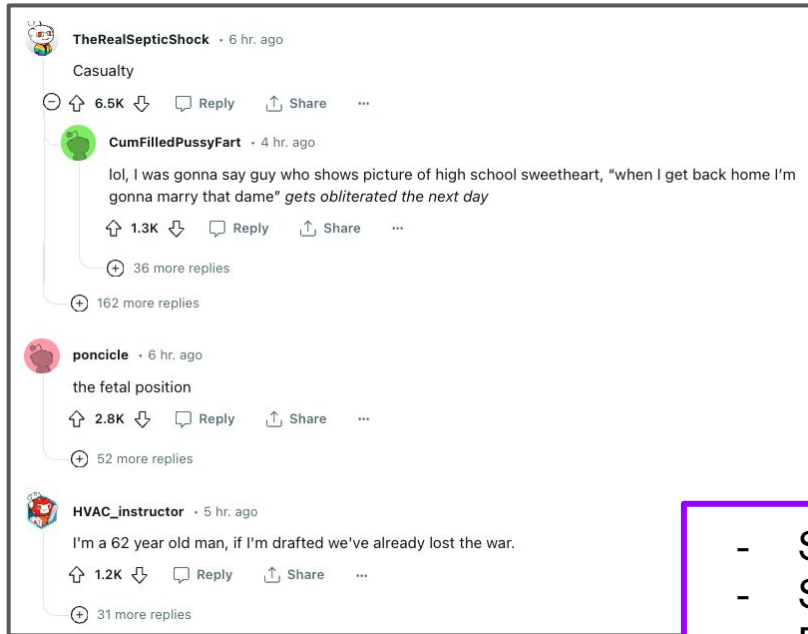 TheRealSepticShock · 6 hr. ago
Casualty
6.5K Reply Share ...
CumFilledPussyFart · 4 hr. ago
lol, I was gonna say guy who shows picture of high school sweetheart, “when I get back home I’m
gonna marry that dame” gets obliterated the next day
1.3K Reply Share ...
36 more replies
162 more replies
poncicle · 6 hr. ago
the fetal position
2.8K Reply Share ...
52 more replies
HVAC_instructor · 5 hr. ago
I'm a 62 year old man, if I'm drafted we've already lost the war.
1.2K Reply Share ...
31 more replies
- S
- S